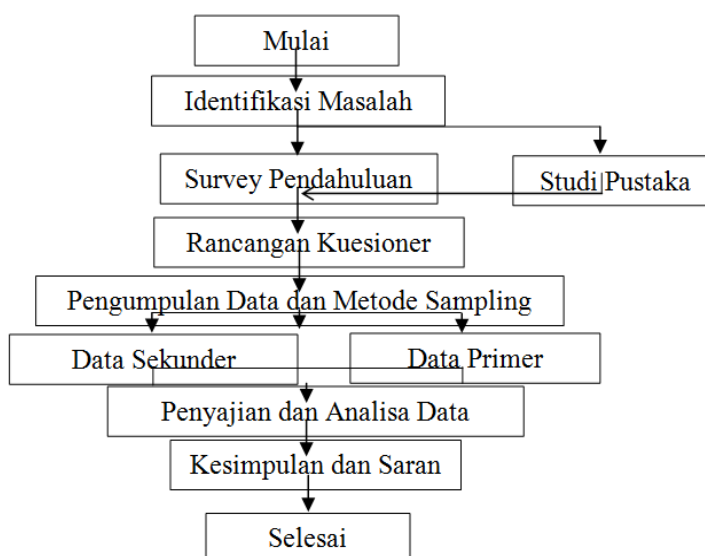 Mulai
Identifikasi Masalah
Survey Pendahuluan
Studi Pustaka
Rancangan Kuesioner
Pengumpulan Data dan Metode Sampling
Data Sekunder
Data Primer
Penyajian dan Analisa Data
Kesimpulan dan Saran
Selesai